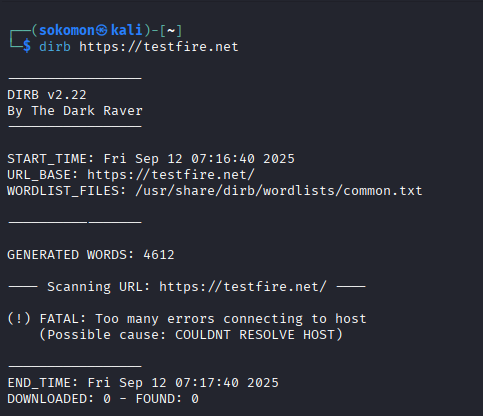 ┌──(sokomon㉿kali)-[~]
└─$ dirb https://testfire.net
-----------------
DIRB v2.22
By The Dark Raver
-----------------
START_TIME: Fri Sep 12 07:16:40 2025
URL_BASE: https://testfire.net/
WORDLIST_FILES: /usr/share/dirb/wordlists/common.txt
-----------------
GENERATED WORDS: 4612
---- Scanning URL: https://testfire.net/ ----
(!) FATAL: Too many errors connecting to host
(Possible cause: COULDNT RESOLVE HOST)
-----------------
END_TIME: Fri Sep 12 07:17:40 2025
DOWNLOADED: 0 - FOUND: 0